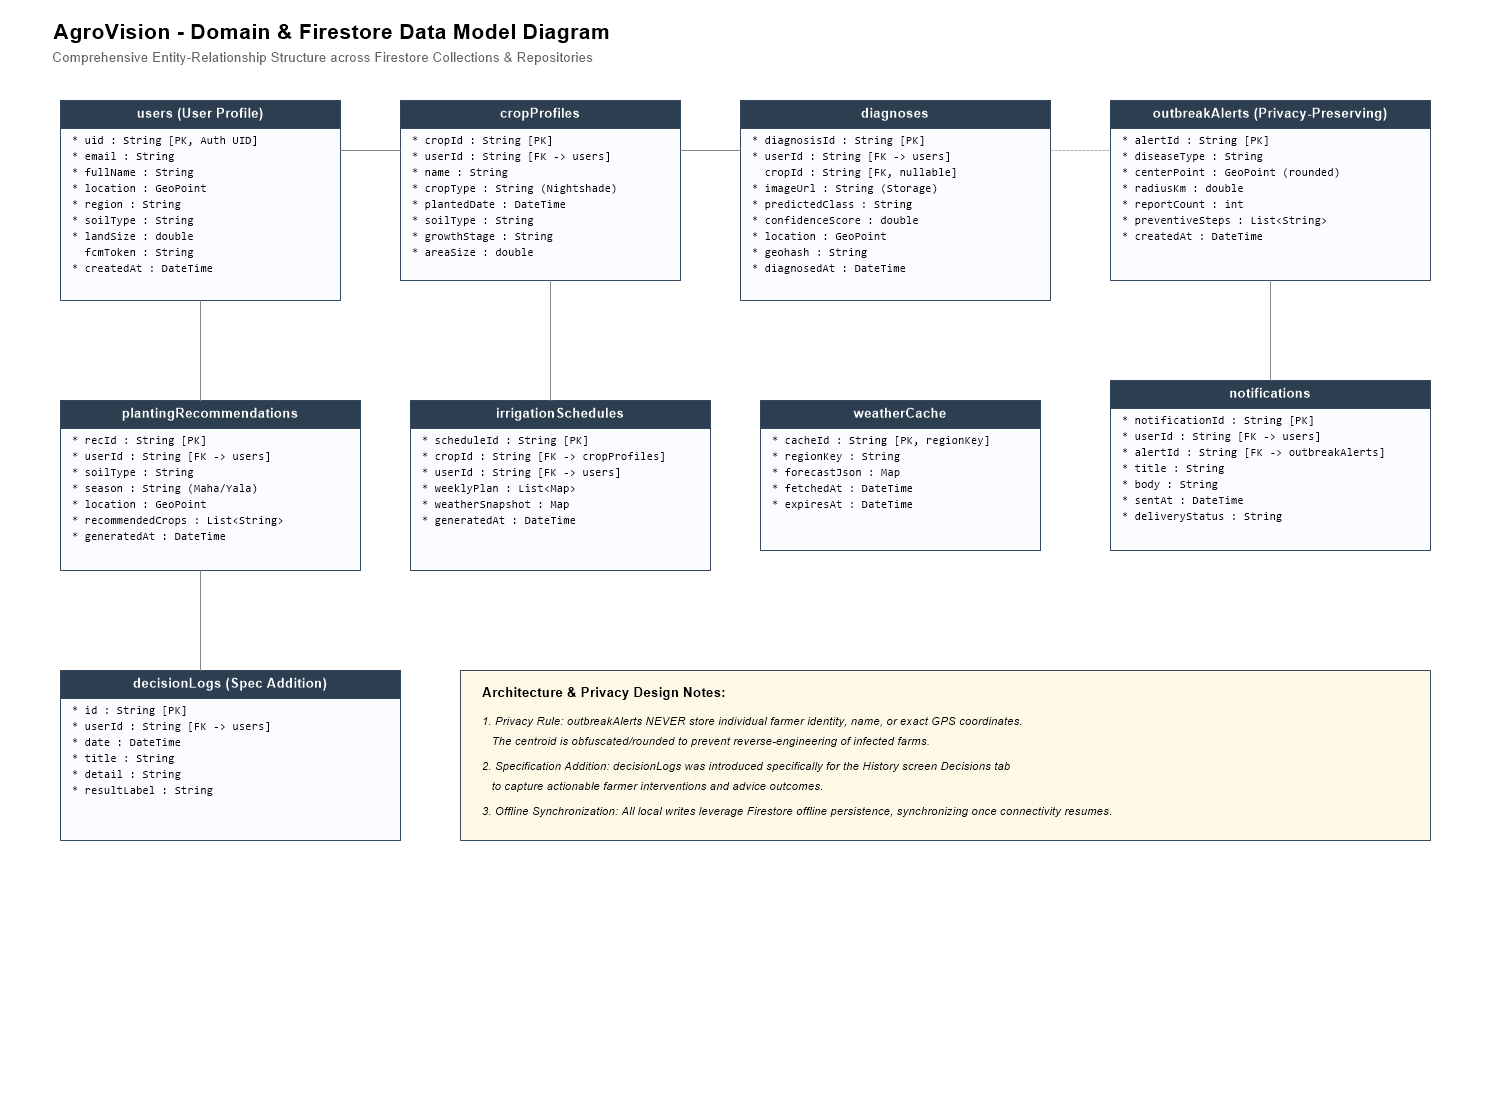 AgroVision - Domain & Firestore Data Model Diagram
Comprehensive Entity-Relationship Structure across Firestore Collections & Repositories
users (User Profile)
* uid : String [PK, Auth UID]
* email : String
* fullName : String
* location : GeoPoint
* region : String
* soilType : String
* landSize : double
fcmToken : String
* createdAt : DateTime
cropProfiles
* cropId : String [PK]
* userId : String [FK -> users]
* name : String
* cropType : String (Nightshade)
* plantedDate : DateTime
* soilType : String
* growthStage : String
* areaSize : double
diagnoses
* diagnosisId : String [PK]
* userId : String [FK -> users]
cropId : String [FK, nullable]
* imageUrl : String (Storage)
* predictedClass : String
* confidenceScore : double
* location : GeoPoint
* geohash : String
* diagnosedAt : DateTime
outbreakAlerts (Privacy-Preserving)
* alertId : String [PK]
* diseaseType : String
* centerPoint : GeoPoint (rounded)
* radiusKm : double
* reportCount : int
* preventiveSteps : List<String>
* createdAt : DateTime
plantingRecommendations
* recId : String [PK]
* userId : String [FK -> users]
* soilType : String
* season : String (Maha/Yala)
* location : GeoPoint
* recommendedCrops : List<String>
* generatedAt : DateTime
irrigationSchedules
* scheduleId : String [PK]
* cropId : String [FK -> cropProfiles]
* userId : String [FK -> users]
* weeklyPlan : List<Map>
* weatherSnapshot : Map
* generatedAt : DateTime
weatherCache
* cacheId : String [PK, regionKey]
* regionKey : String
* forecastJson : Map
* fetchedAt : DateTime
* expiresAt : DateTime
notifications
* notificationId : String [PK]
* userId : String [FK -> users]
* alertId : String [FK -> outbreakAlerts]
* title : String
* body : String
* sentAt : DateTime
* deliveryStatus : String
decisionLogs (Spec Addition)
* id : String [PK]
* userId : String [FK -> users]
* date : DateTime
* title : String
* detail : String
* resultLabel : String
Architecture & Privacy Design Notes:
1. Privacy Rule: outbreakAlerts NEVER store individual farmer identity, name, or exact GPS coordinates.
The centroid is obfuscated/rounded to prevent reverse-engineering of infected farms.
2. Specification Addition: decisionLogs was introduced specifically for the History screen Decisions tab
to capture actionable farmer interventions and advice outcomes.
3. Offline Synchronization: All local writes leverage Firestore offline persistence, synchronizing once connectivity resumes.